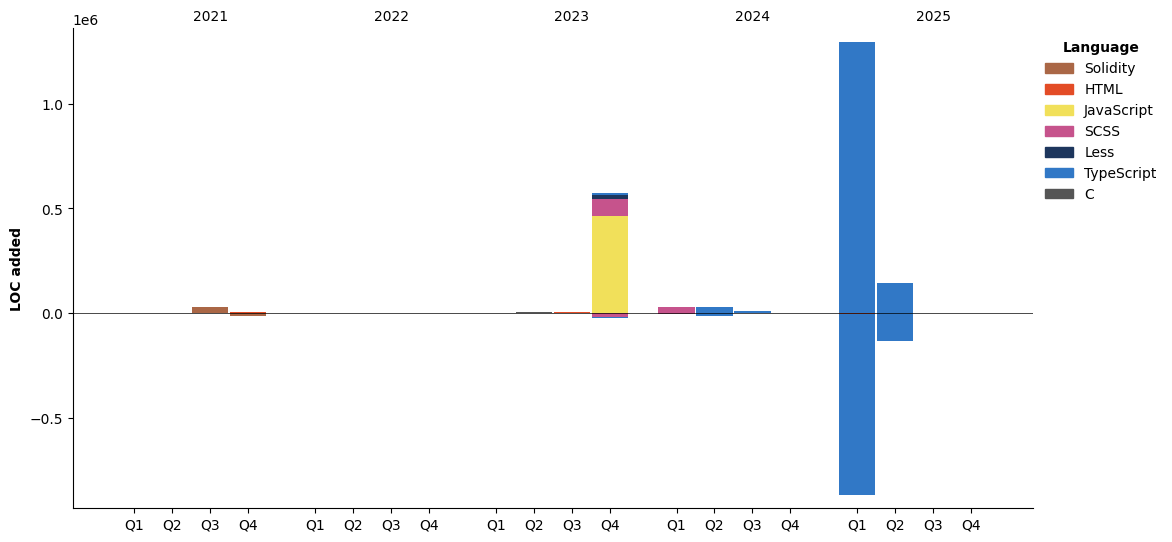 1e6
2021 2022 2023 2024 2025
Language
Solidity
HTML
JavaScript
SCSS
Less
TypeScript
C
LOC added
1.0
0.5
0.0
−0.5
Q1 Q2 Q3 Q4 Q1 Q2 Q3 Q4 Q1 Q2 Q3 Q4 Q1 Q2 Q3 Q4 Q1 Q2 Q3 Q4